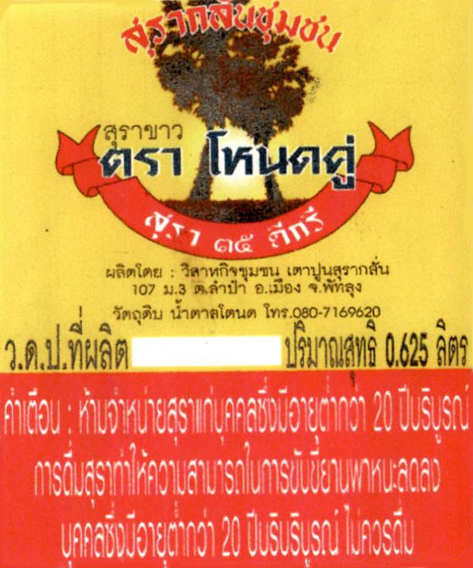 สุรากลั่นชุมชน
สุราขาว
ตรา โหนดคู่
สุรา ๓๕ ดีกรี
ผลิตโดย : วิสาหกิจชุมชน เตาปูนสุรากลั่น
107 ม.3 ต.ลำปำ อ.เมือง จ.พัทลุง
วัตถุดิบ น้ำตาลโตนด โทร.080-7169620
ว.ด.ป.ที่ผลิต ปริมาณสุทธิ 0.625 ลิตร
คำเตือน : ห้ามจำหน่ายสุราแก่บุคคลซึ่งมีอายุต่ำกว่า 20 ปีบริบูรณ์
การดื่มสุราทำให้ความสามารถในการขับขี่ยานพาหนะลดลง
บุคคลซึ่งมีอายุต่ำกว่า 20 ปีบริบริบูรณ์ ไม่ควรดื่ม